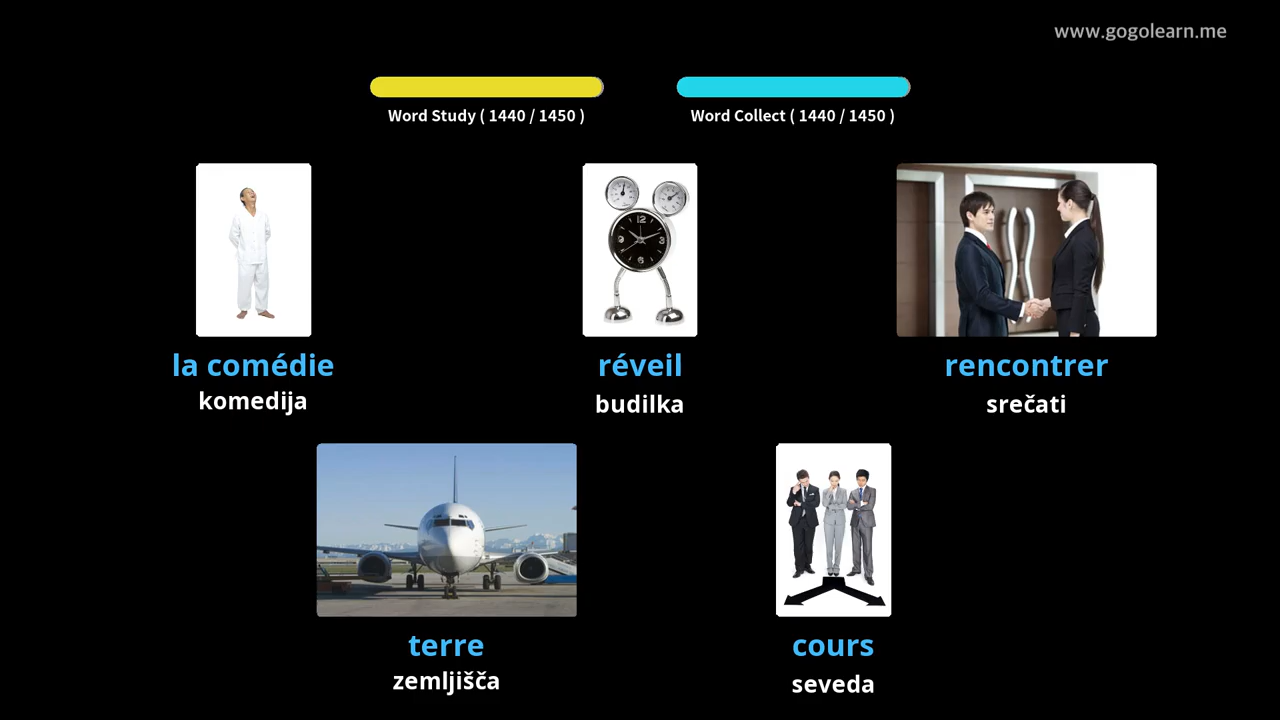 www.gogolearn.me
Word Study ( 1440 / 1450 )
Word Collect ( 1440 / 1450 )
la comédie
komedija
réveil
budilka
rencontrer
srečati
terre
zemljišča
cours
seveda